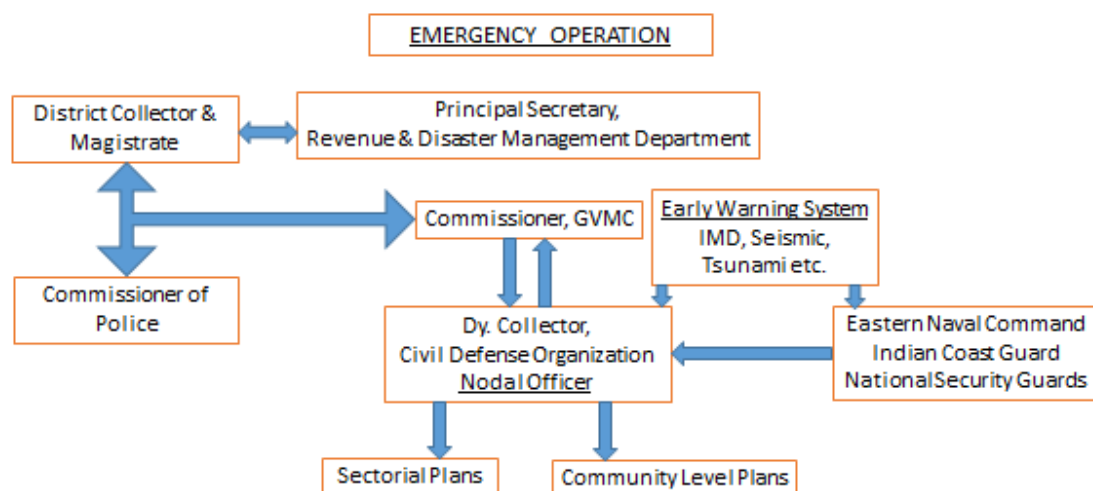 EMERGENCY OPERATION
District Collector &
Magistrate
Principal Secretary,
Revenue & Disaster Management Department
Commissioner, GVMC
Early Warning System
IMD, Seismic,
Tsunami etc.
Commissioner of
Police
Dy. Collector,
Civil Defense Organization
Nodal Officer
Eastern Naval Command
Indian Coast Guard
National Security Guards
Sectorial Plans
Community Level Plans